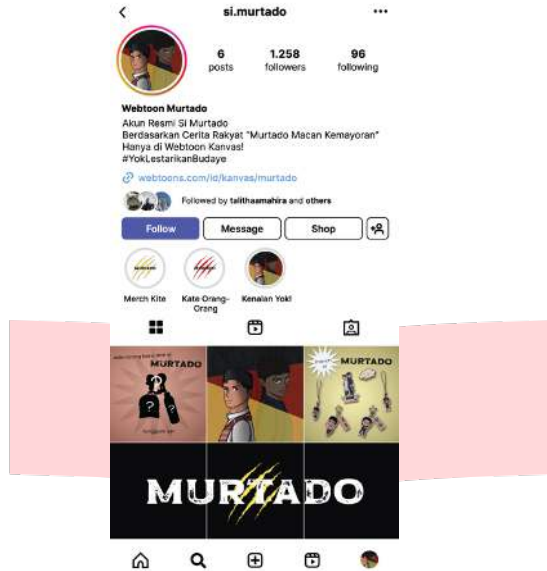 si.murtado
6 1.258 96
posts followers following
Webtoon Murtado
Akun Resmi Si Murtado
Berdasarkan Cerita Rakyat "Murtado Macan Kemayoran"
Hanya di Webtoon Kanvas!
#YokLestarikanBudaye
webtoons.com/id/kanvas/murtado
Followed by talithaamahira and others
Follow Message Shop
MURTADO
Merch Kite Kate Orang- Kenalan Yok!
Orang
MURTADO MURTADO
? ?
MURTADO